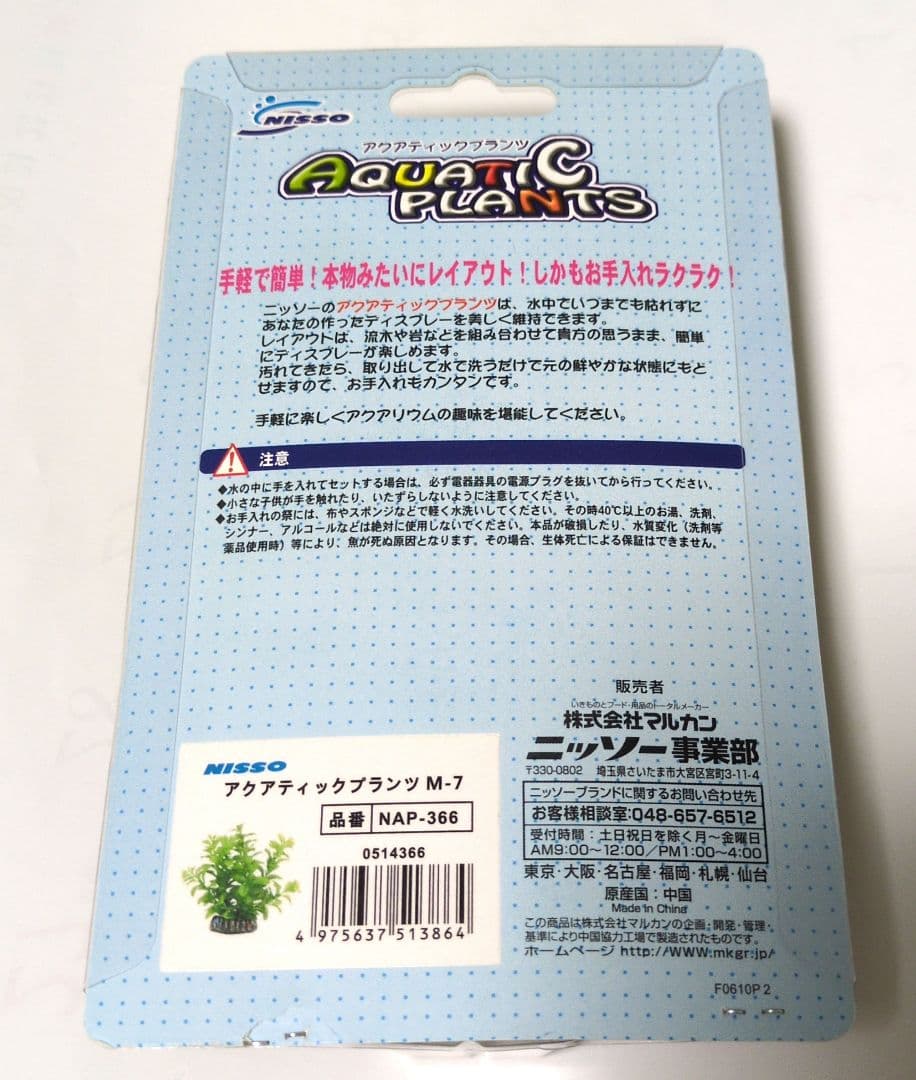 NISSO
アクアティックプランツ
AQUATIC
PLANTS
手軽で簡単！本物みたいにレイアウト！しかもお手入れラクラク！
ニッソーのアクアティックプランツは、水中でいつまでも枯れずに
あなたの作ったディスプレーを美しく維持できます。
レイアウトは、流木や岩などを組み合わせて貴方の思うまま、簡単
にディスプレーが楽しめます。
汚れてきたら、取り出して水で洗うだけで元の鮮やかな状態にもど
せますので、お手入れもカンタンです。
手軽に楽しくアクアリウムの趣味を堪能してください。
注意
◆水の中に手を入れてセットする場合は、必ず電器器具の電源プラグを抜いてから行ってください。
◆小さな子供が手を触れたり、いたずらしないように注意してください。
◆お手入れの祭には、布やスポンジなどで軽く水洗いしてください。その時40℃以上のお湯、洗剤、
シンナー、アルコールなどは絶対に使用しないでください。本品が破損したり、水質変化（洗剤等
薬品使用時）等により、魚が死ぬ原因となります。その場合、生体死亡による保証はできません。
販売者
いきものとフード・用品のトータルメーカー
株式会社マルカン
ニッソー事業部
〒330-0802 埼玉県さいたま市大宮区宮町3-11-4
ニッソーブランドに関するお問い合わせ先
お客様相談室:048-657-6512
受付時間：土日祝日を除く月〜金曜日
AM9:00〜12:00／PM1:00〜4:00
東京・大阪・名古屋・福岡・札幌・仙台
原産国：中国
Made in China
この商品は株式会社マルカンの企画・開発・管理・
基準により中国協力工場で製造されたものです。
ホームページ http://WWW.mkgr.jp/
F0610P2
NISSO
アクアティックプランツ M-7
品番 NAP-366
0514366
4 975637 513864